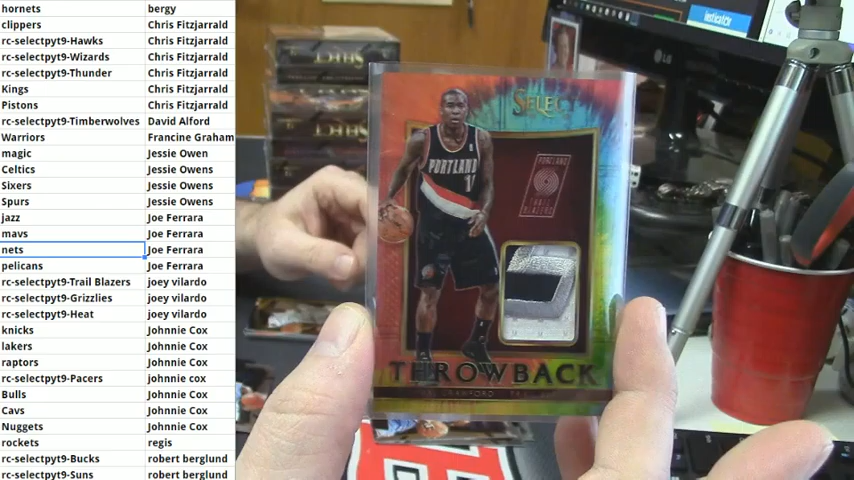 hornets bergy
clippers Chris Fitzjarrald
rc-selectpyt9-Hawks Chris Fitzjarrald
rc-selectpyt9-Wizards Chris Fitzjarrald
rc-selectpyt9-Thunder Chris Fitzjarrald
Kings Chris Fitzjarrald
Pistons Chris Fitzjarrald
rc-selectpyt9-Timberwolves David Alford
Warriors Francine Graham
magic Jessie Owen
Celtics Jessie Owens
Sixers Jessie Owens
Spurs Jessie Owens
jazz Joe Ferrara
mavs Joe Ferrara
nets Joe Ferrara
pelicans Joe Ferrara
rc-selectpyt9-Trail Blazers joey vilardo
rc-selectpyt9-Grizzlies joey vilardo
rc-selectpyt9-Heat joey vilardo
knicks Johnnie Cox
lakers Johnnie Cox
raptors Johnnie Cox
rc-selectpyt9-Pacers johnnie cox
Bulls Johnnie Cox
Cavs Johnnie Cox
Nuggets Johnnie Cox
rockets regis
rc-selectpyt9-Bucks robert berglund
rc-selectpyt9-Suns robert berglund
SELECT
PORTLAND
TRAIL BLAZERS
PORTLAND
THROWBACK
CRAWFORD
LG